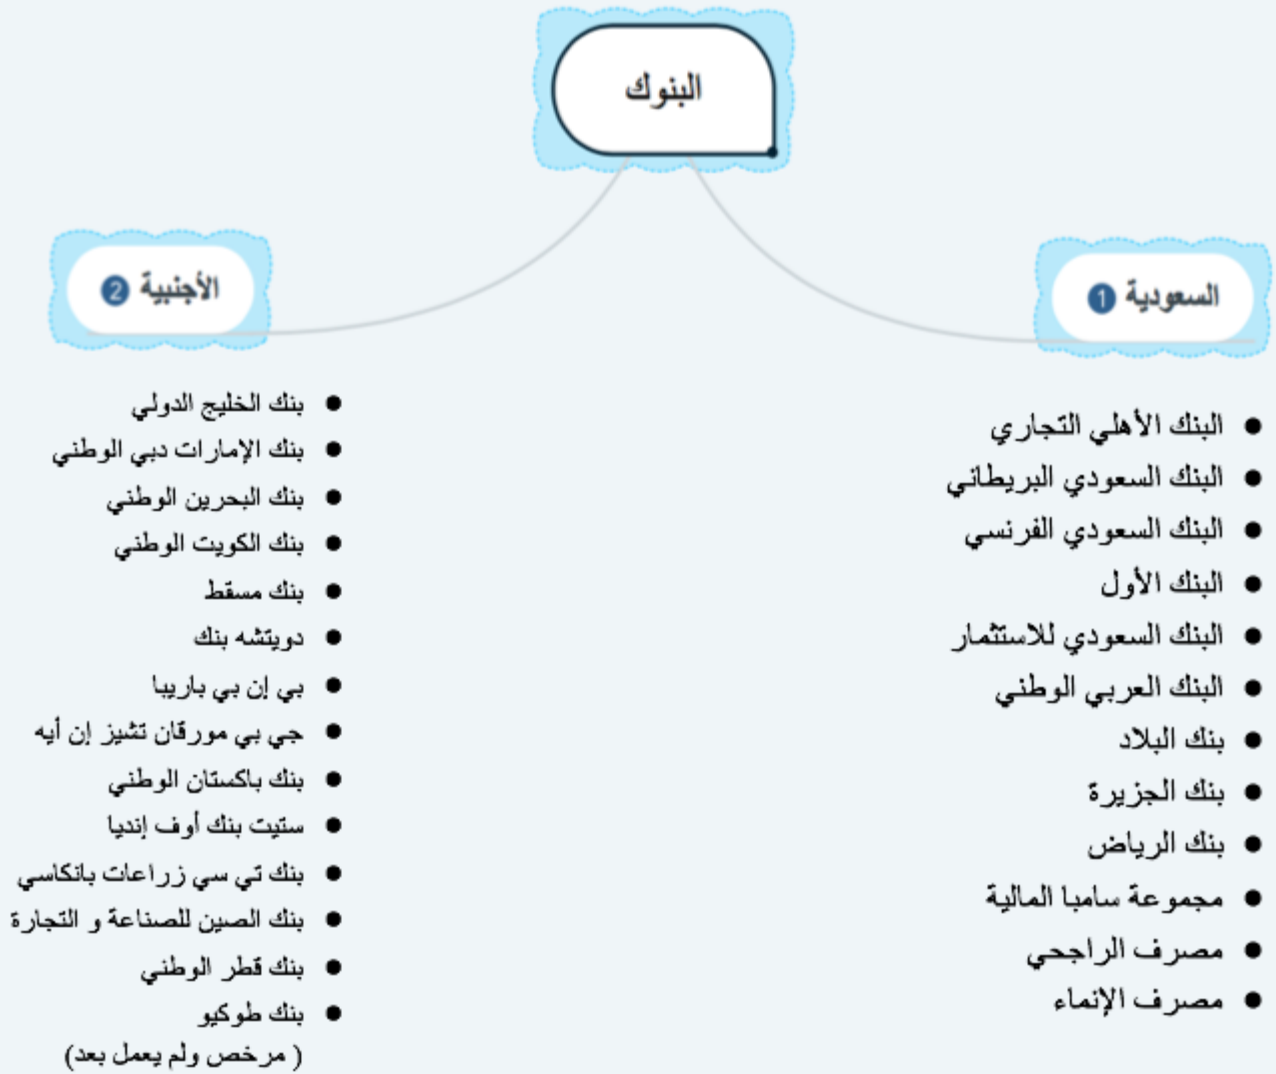 البنوك
السعودية 1
البنك الأهلي التجاري
البنك السعودي البريطاني
البنك السعودي الفرنسي
البنك الأول
البنك السعودي للاستثمار
البنك العربي الوطني
بنك البلاد
بنك الجزيرة
بنك الرياض
مجموعة سامبا المالية
مصرف الراجحي
مصرف الإنماء
الأجنبية 2
بنك الخليج الدولي
بنك الإمارات دبي الوطني
بنك البحرين الوطني
بنك الكويت الوطني
بنك مسقط
دويتشه بنك
بي إن بي باريبا
جي بي مورقان تشيز إن أيه
بنك باكستان الوطني
ستيت بنك أوف إنديا
بنك تي سي زراعات بانكاسي
بنك الصين للصناعة و التجارة
بنك قطر الوطني
بنك طوكيو
( مرخص ولم يعمل بعد)